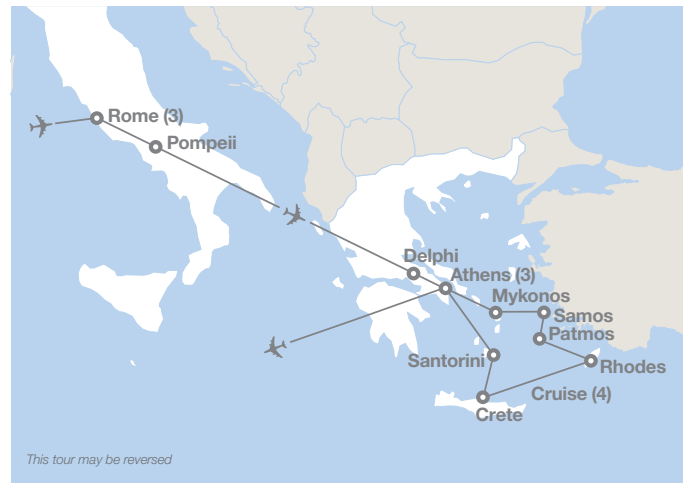 Rome (3)
Pompeii
Delphi
Athens (3)
Mykonos
Samos
Patmos
Santorini
Rhodes
Cruise (4)
Crete
This tour may be reversed